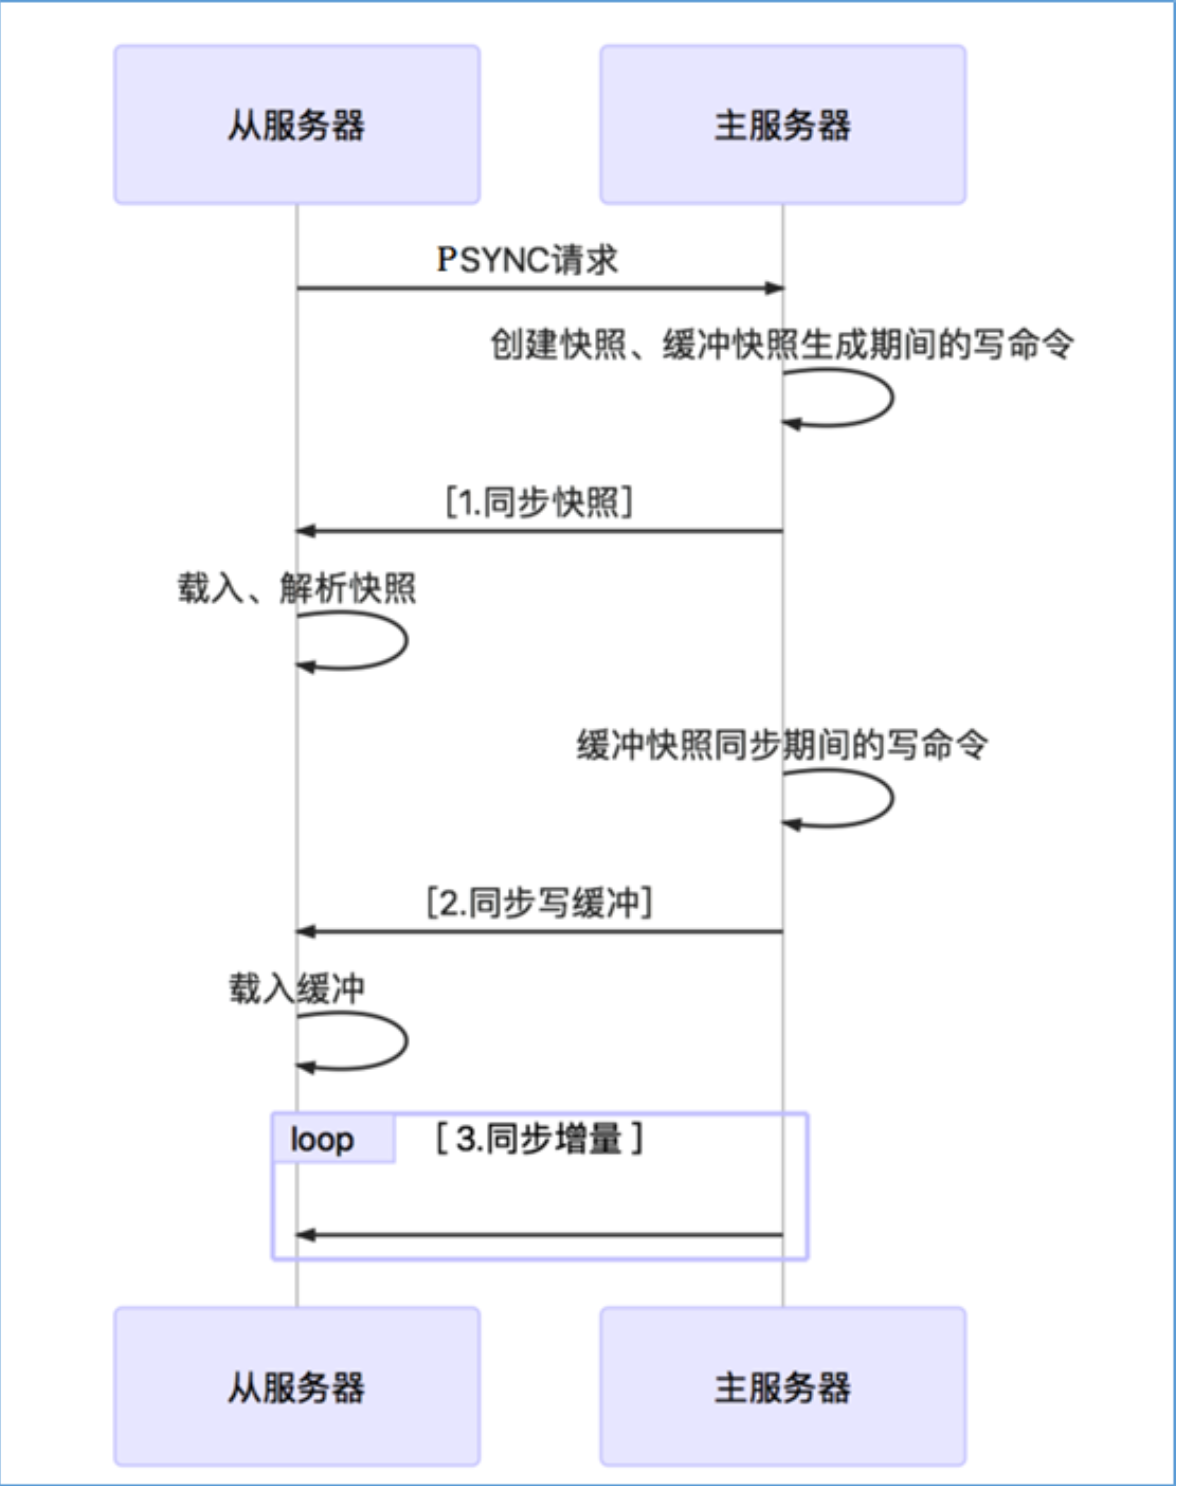 从服务器 主服务器
PSYNC请求
创建快照、缓冲快照生成期间的写命令
[1.同步快照]
载入、解析快照
缓冲快照同步期间的写命令
[2.同步写缓冲]
载入缓冲
loop [ 3.同步增量 ]
从服务器 主服务器